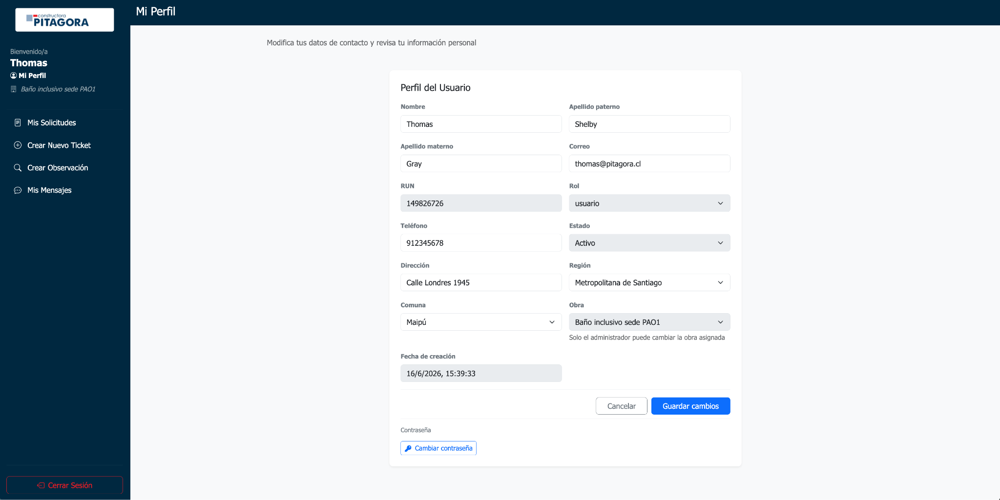 constructora
PITAGORA
Bienvenido/a
Thomas
Mi Perfil
Baño inclusivo sede PAO1
Mis Solicitudes
Crear Nuevo Ticket
Crear Observación
Mis Mensajes
Cerrar Sesión
Mi Perfil
Modifica tus datos de contacto y revisa tu información personal
Perfil del Usuario
Nombre
Thomas
Apellido paterno
Shelby
Apellido materno
Gray
Correo
thomas@pitagora.cl
RUN
149826726
Rol
usuario
Teléfono
912345678
Estado
Activo
Dirección
Calle Londres 1945
Región
Metropolitana de Santiago
Comuna
Maipú
Obra
Baño inclusivo sede PAO1
Solo el administrador puede cambiar la obra asignada
Fecha de creación
16/6/2026, 15:39:33
Cancelar
Guardar cambios
Contraseña
Cambiar contraseña